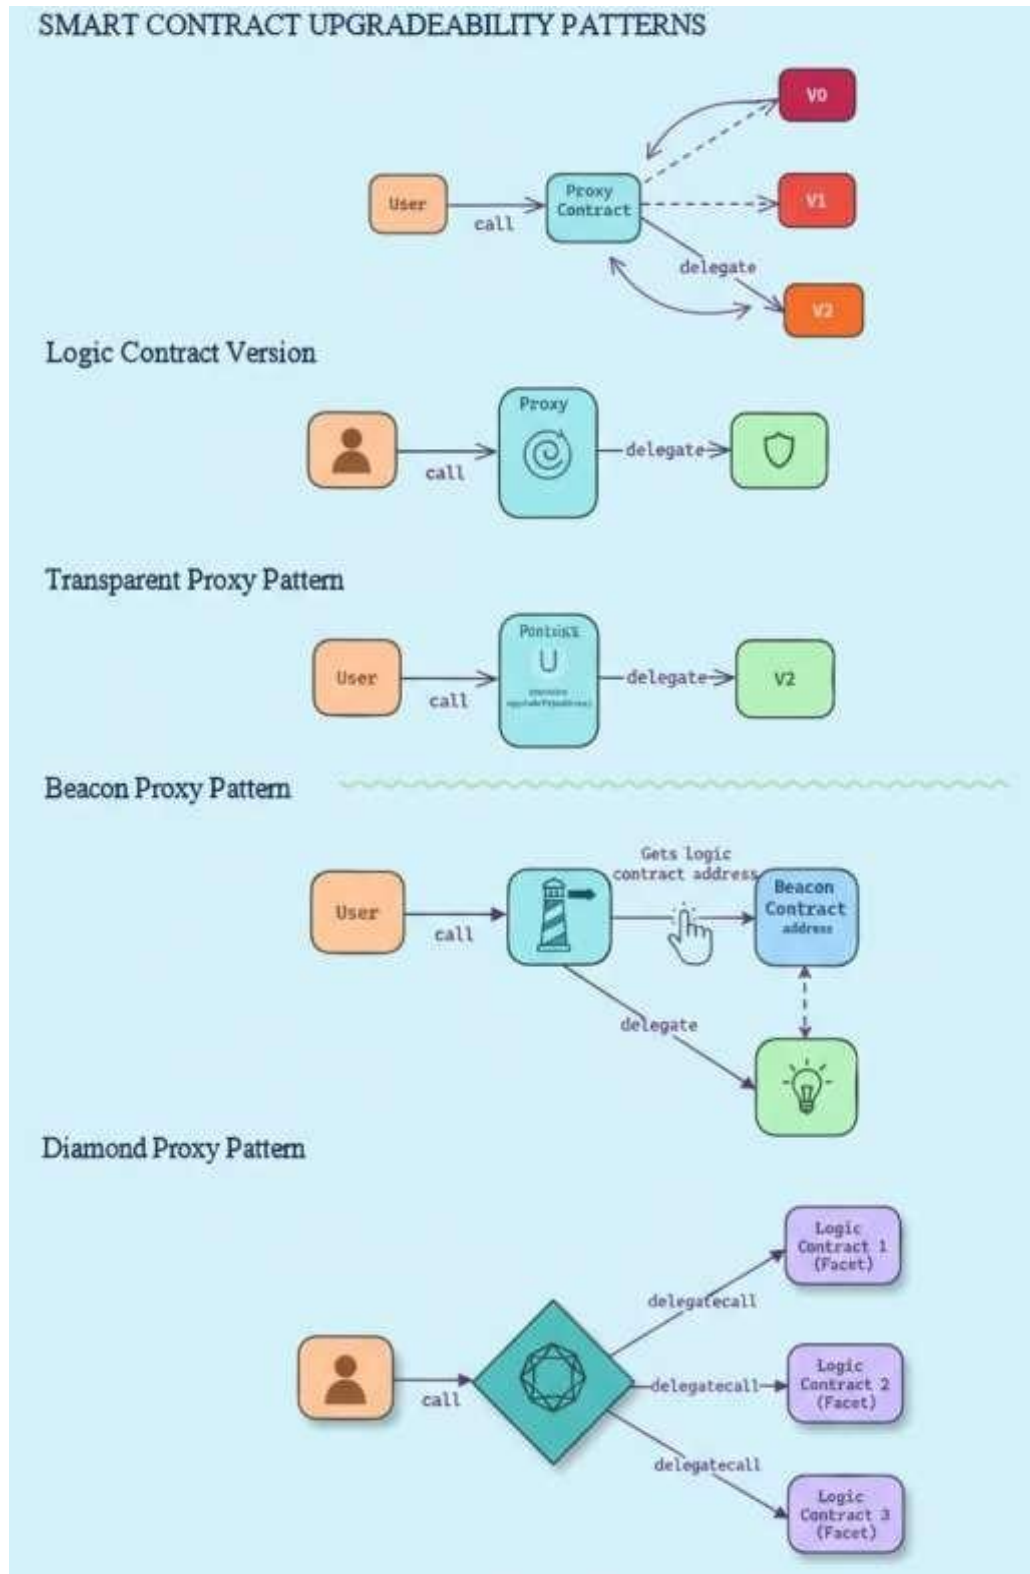 SMART CONTRACT UPGRADEABILITY PATTERNS
V0
User
call
Proxy
Contract
V1
delegate
V2
Logic Contract Version
Proxy
call
delegate
Transparent Proxy Pattern
User
call
U
delegate
V2
Beacon Proxy Pattern
Gets logic
contract address
User
call
Beacon
Contract
address
delegate
Diamond Proxy Pattern
Logic
Contract 1
(Facet)
delegatecall
call
delegatecall
Logic
Contract 2
(Facet)
delegatecall
Logic
Contract 3
(Facet)